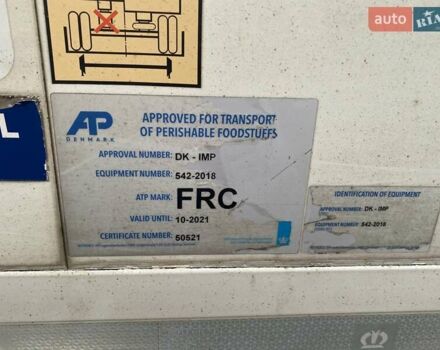 auto RIA
L
AP
DENMARK
APPROVED FOR TRANSPORT
OF PERISHABLE FOODSTUFFS
APPROVAL NUMBER: DK - IMP
EQUIPMENT NUMBER: 542-2018
ATP MARK: FRC
VALID UNTIL: 10-2021
CERTIFICATE NUMBER: 50521
IDENTIFICATION OF EQUIPMENT
APPROVAL NUMBER: DK - IMP
EQUIPMENT NUMBER: 542-2018